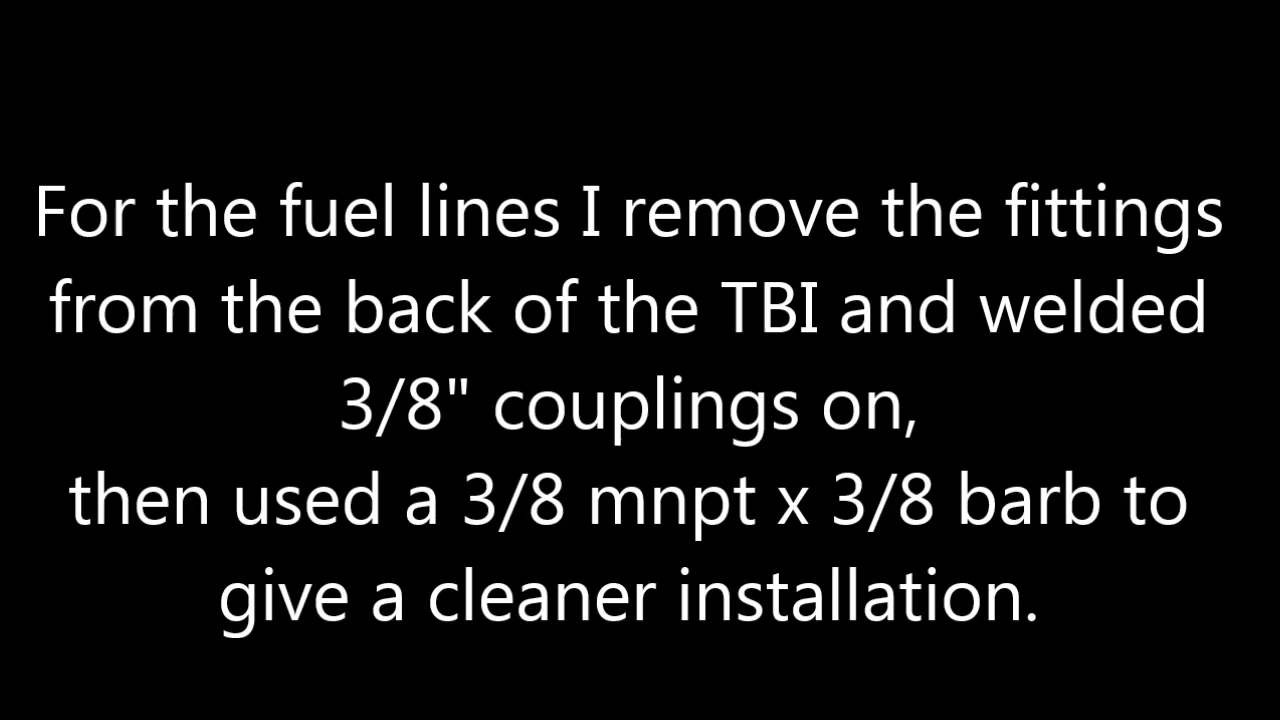 For the fuel lines I remove the fittings
from the back of the TBI and welded
3/8" couplings on,
then used a 3/8 mnpt x 3/8 barb to
give a cleaner installation.